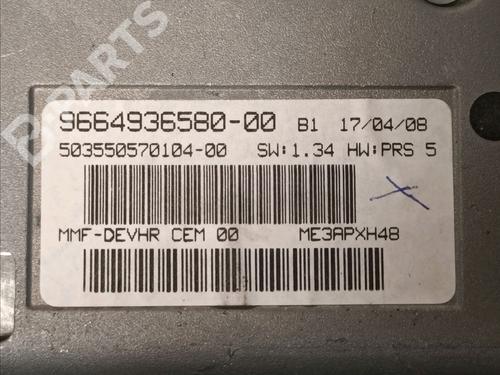 B-PARTS
9664936580-00 B1 17/04/08
503550570104-00 SW:1.34 HW:PRS 5
MMF-DEVHR CEM 00 ME3APXH48